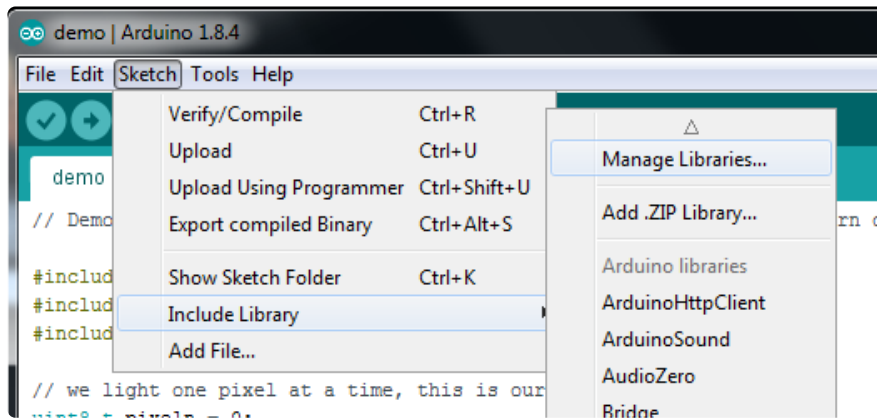 demo | Arduino 1.8.4
File Edit Sketch Tools Help
Verify/Compile Ctrl+R
Upload Ctrl+U
Upload Using Programmer Ctrl+Shift+U
Export compiled Binary Ctrl+Alt+S
Show Sketch Folder Ctrl+K
Include Library
Add File...
Manage Libraries...
Add .ZIP Library...
Arduino libraries
ArduinoHttpClient
ArduinoSound
AudioZero
Bridge
demo
// Demo
#includ
#includ
#includ
// we light one pixel at a time, this is our
uint8_t pixeln = 0;